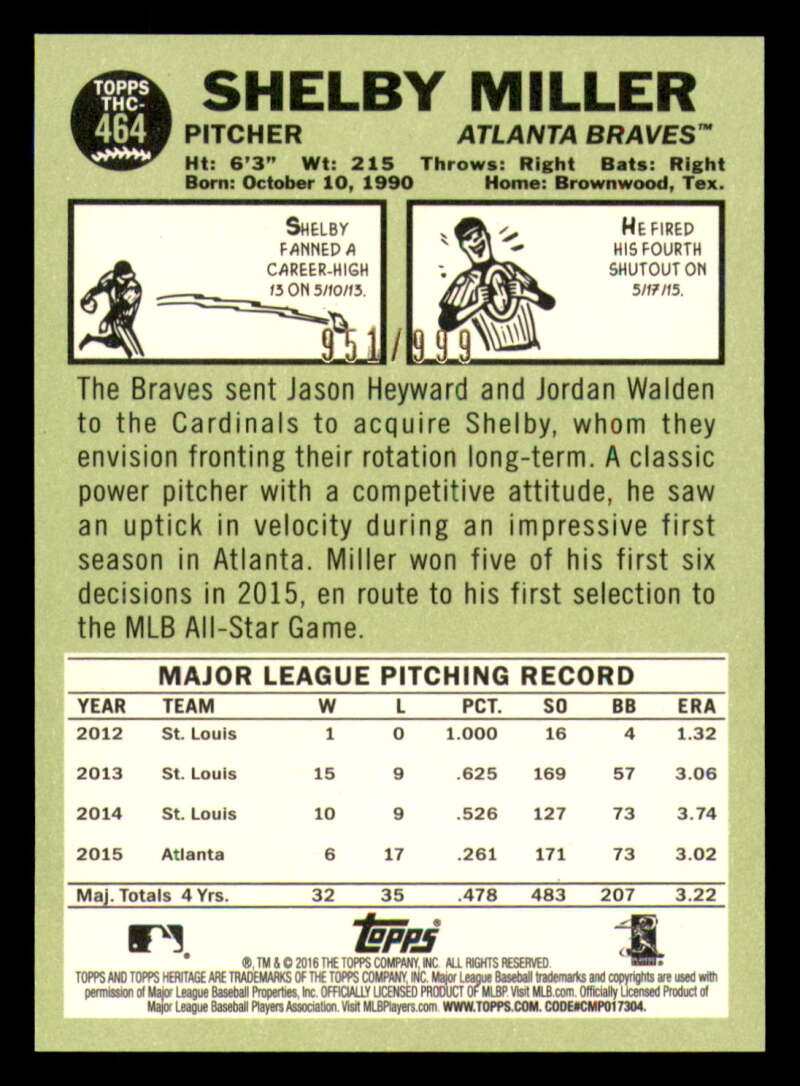 TOPPS
THC-
464
SHELBY MILLER
PITCHER ATLANTA BRAVES™
Ht: 6'3" Wt: 215 Throws: Right Bats: Right
Born: October 10, 1990 Home: Brownwood, Tex.
SHELBY
FANNED A
CAREER-HIGH
13 ON 5/10/13.
HE FIRED
HIS FOURTH
SHUTOUT ON
5/17/15.
951/999
The Braves sent Jason Heyward and Jordan Walden
to the Cardinals to acquire Shelby, whom they
envision fronting their rotation long-term. A classic
power pitcher with a competitive attitude, he saw
an uptick in velocity during an impressive first
season in Atlanta. Miller won five of his first six
decisions in 2015, en route to his first selection to
the MLB All-Star Game.
MAJOR LEAGUE PITCHING RECORD
YEAR TEAM W L PCT. SO BB ERA
2012 St. Louis 1 0 1.000 16 4 1.32
2013 St. Louis 15 9 .625 169 57 3.06
2014 St. Louis 10 9 .526 127 73 3.74
2015 Atlanta 6 17 .261 171 73 3.02
Maj. Totals 4 Yrs. 32 35 .478 483 207 3.22
Topps®
®, TM & © 2016 THE TOPPS COMPANY, INC. ALL RIGHTS RESERVED.
TOPPS AND TOPPS HERITAGE ARE TRADEMARKS OF THE TOPPS COMPANY, INC. Major League Baseball trademarks and copyrights are used with
permission of Major League Baseball Properties, Inc. OFFICIALLY LICENSED PRODUCT OF MLBP. Visit MLB.com. Officially Licensed Product of
Major League Baseball Players Association. Visit MLBPlayers.com. WWW.TOPPS.COM. CODE#CMP017304.